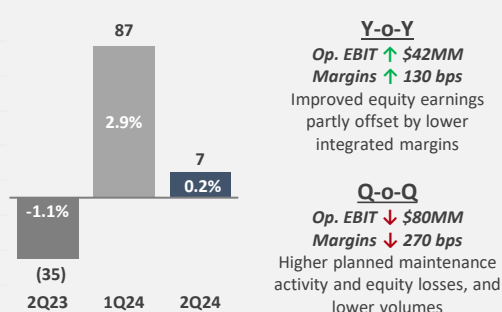 87
2.9%
7
0.2%
-1.1%
(35)
2Q23 1Q24 2Q24
Y-o-Y
Op. EBIT ↑ $42MM
Margins ↑ 130 bps
Improved equity earnings
partly offset by lower
integrated margins
Q-o-Q
Op. EBIT ↓ $80MM
Margins ↓ 270 bps
Higher planned maintenance
activity and equity losses, and
lower volumes